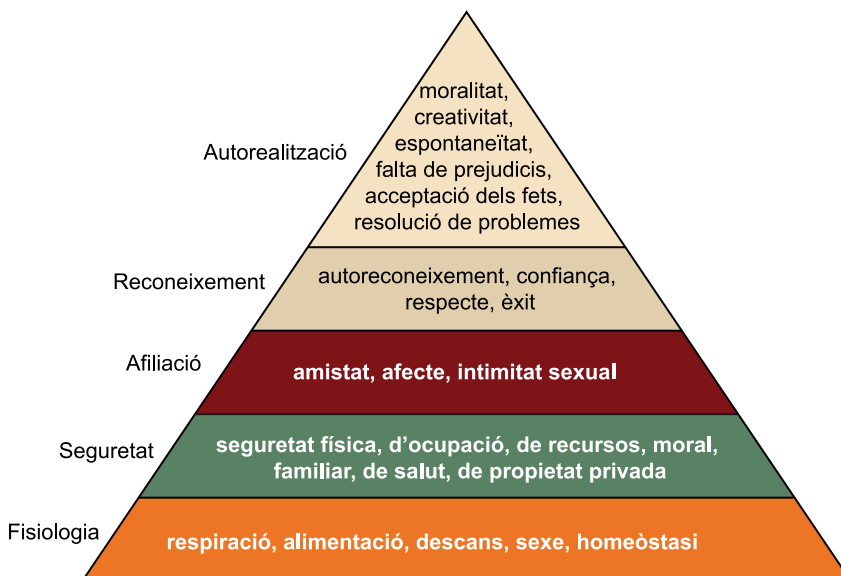 moralitat,
creativitat,
espontaneïtat,
Autorealització
falta de prejudicis,
acceptació dels fets,
resolució de problemes
Reconeixement
autoreconeixement, confiança,
respecte, èxit
Afiliació
amistat, afecte, intimitat sexual
Seguretat
seguretat física, d’ocupació, de recursos, moral,
familiar, de salut, de propietat privada
Fisiologia
respiració, alimentació, descans, sexe, homeòstasi